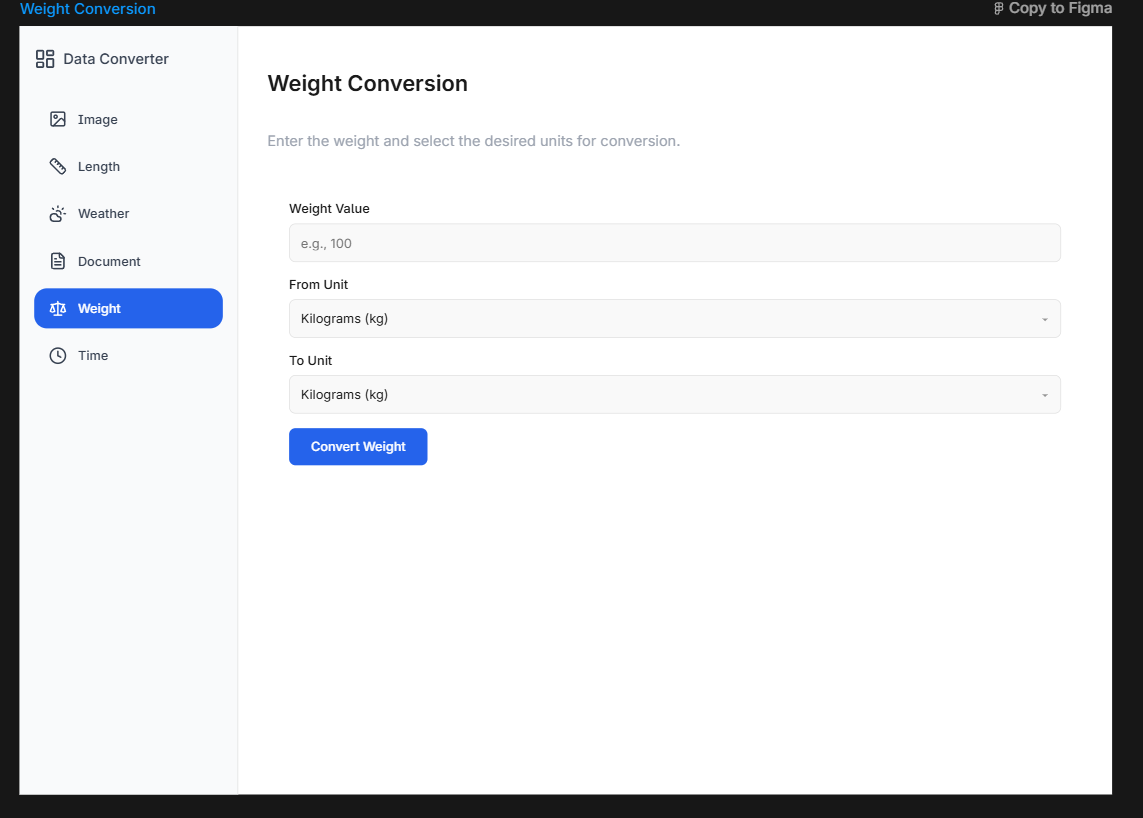 Weight Conversion
Copy to Figma
Data Converter
Image
Length
Weather
Document
Weight
Time
Weight Conversion
Enter the weight and select the desired units for conversion.
Weight Value
e.g., 100
From Unit
Kilograms (kg)
To Unit
Kilograms (kg)
Convert Weight